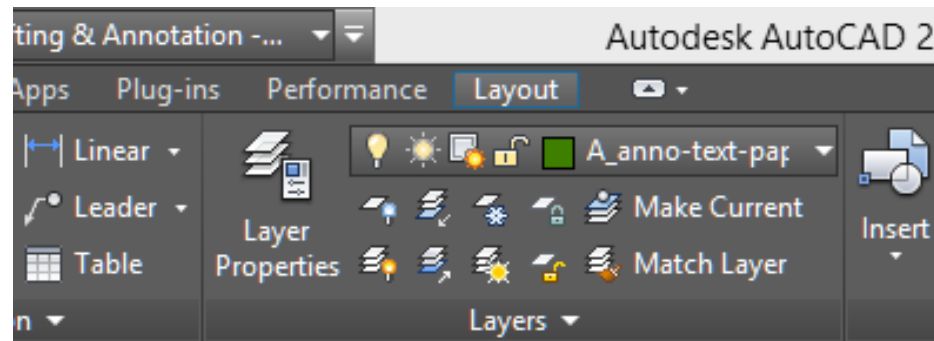 fting & Annotation -...
Autodesk AutoCAD 2
Apps Plug-ins Performance Layout
Linear
A_anno-text-pap
Leader
Make Current
Layer
Properties
Insert
Table
Match Layer
n
Layers